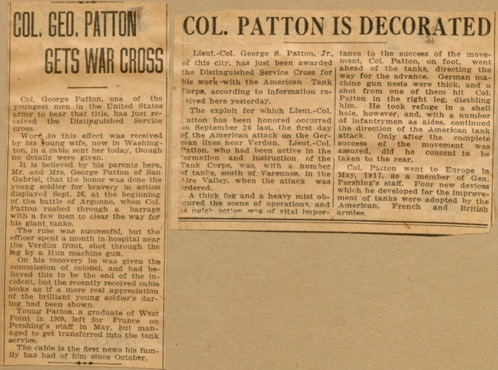 COL. GEO. PATTON
GETS WAR CROSS
Col. George Patton, one of the
youngest men in the United States
army to bear that title, has just re-
ceived the Distinguished Service
cross.
Word to this effect was received
by his young wife, now in Washing-
ton, in a cable sent her today, though
no details were given.
It is believed by his parents here,
Mr. and Mrs. George Patton of San
Gabriel, that the honor was done the
young soldier for bravery in action
displayed Sept. 26, at the beginning
of the battle of Argonne, when Col.
Patton rushed through a barrage
with a few men to clear the way for
his giant tanks.
The ruse was successful, but the
officer spent a month in hospital near
the Verdun front, shot through the
leg by a Hun machine gun.
On his recovery he was given the
commission of colonel, and had be-
lieved this to be the end of the in-
cident, but the recently received cable
looks as if a more real appreciation
of the brilliant young soldier's dar-
ing had been shown.
Young Patton, a graduate of West
Point in 1909, left for France on
Pershing's staff in May, but man-
aged to get transferred into the tank
service.
The cable is the first news his fam-
ily has had of him since October.
COL. PATTON IS DECORATED
Lieut.-Col. George S. Patton, Jr.,
of this city, has just been awarded
the Distinguished Service Cross for
his work with the American Tank
Corps, according to information re-
ceived here yesterday.
The exploit for which Lieut.-Col.
Patton has been honored occurred
on September 26 last, the first day
of the American attack on the Ger-
man lines near Verdun. Lieut.-Col.
Patton, who had been active in the
formation and instruction of the
Tank Corps, was, with a number
of tanks, south of Varennes, in the
Aire Valley, when the attack was
ordered.
A thick fog and a heavy mist ob-
scured the scene of operations, and
as quick action was of vital impor-
tance to the success of the move-
ment, Col. Patton, on foot, went
ahead of the tanks, directing the
way for the advance. German ma-
chine gun nests were thick, and a
shot from one of them hit Col.
Patton in the right leg, disabling
him. He took refuge in a shell
hole, however, and, with a number
of infantrymen as aides, continued
the direction of the American tank
attack. Only after the complete
success of the movement was
assured, did he consent to be
taken to the rear.
Col. Patton went to Europe in
May, 1917, as a member of Gen.
Pershing's staff. Four new devices
which he developed for the improve-
ment of tanks were adopted by the
American, French and British
armies.